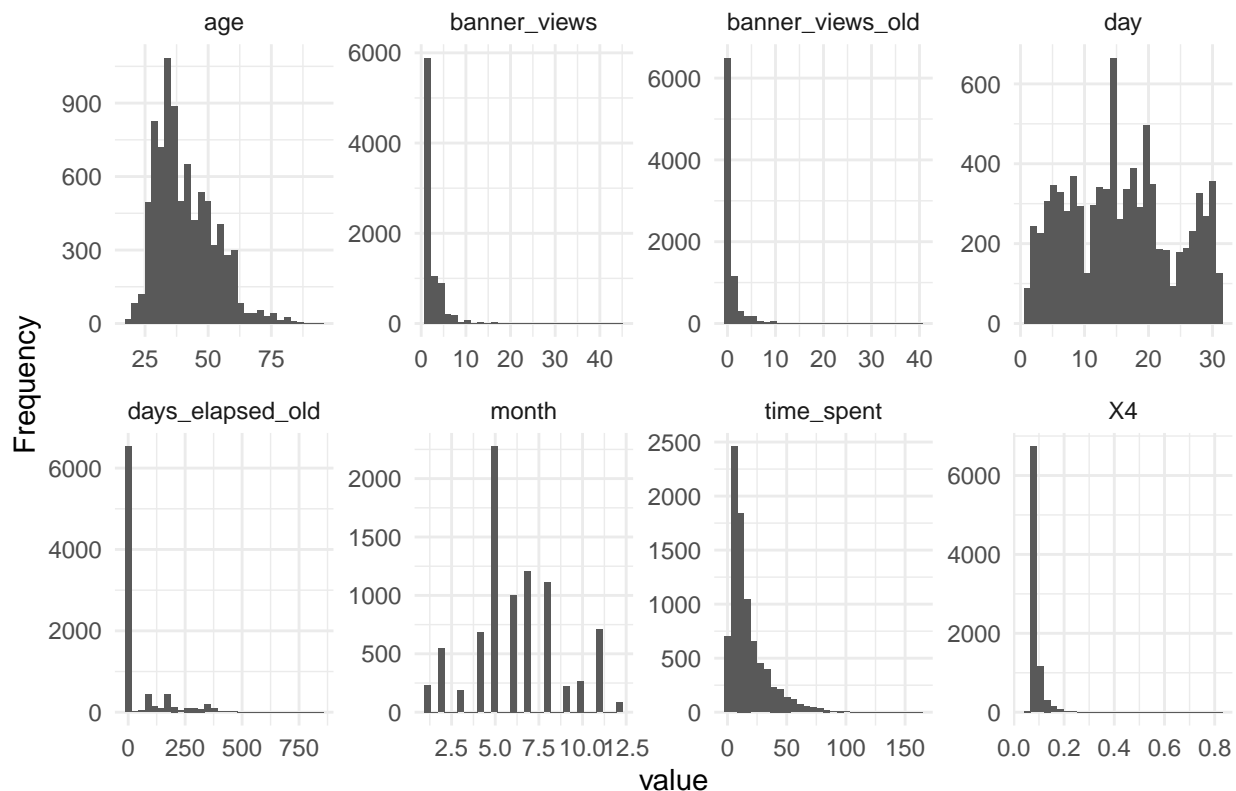 age banner_views banner_views_old day
900
600
300
0
25 50 75
6000
4000
2000
0
0 10 20 30 40
6000
4000
2000
0
0 10 20 30 40
600
400
200
0
0 10 20 30
Frequency
days_elapsed_old month time_spent X4
6000
4000
2000
0
0 250 500 750
2000
1500
1000
500
0
2.5 5.0 7.5 10.0 12.5
2500
2000
1500
1000
500
0
0 50 100 150
6000
4000
2000
0
0.0 0.2 0.4 0.6 0.8
value